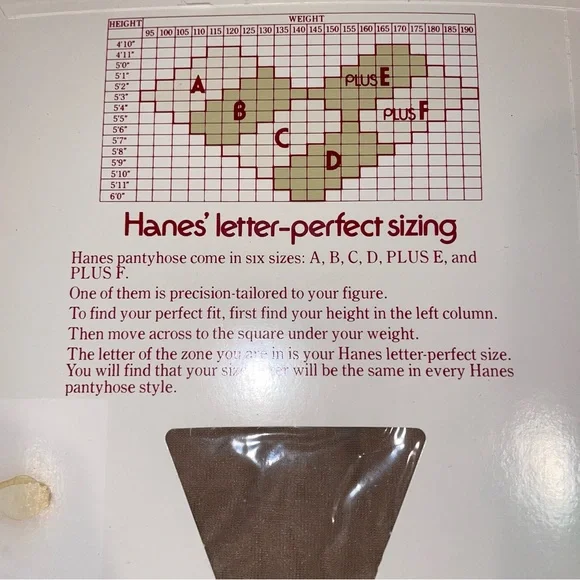 HEIGHT WEIGHT
95 100 105 110 115 120 125 130 135 140 145 150 155 160 165 170 175 180 185 190
4'10"
4'11"
5'0"
5'1"
5'2"
5'3"
5'4"
5'5"
5'6"
5'7"
5'8"
5'9"
5'10"
5'11"
6'0"
A
B
C
D
PLUS E
PLUS F
Hanes' letter-perfect sizing
Hanes pantyhose come in six sizes: A, B, C, D, PLUS E, and
PLUS F.
One of them is precision-tailored to your figure.
To find your perfect fit, first find your height in the left column.
Then move across to the square under your weight.
The letter of the zone you are in is your Hanes letter-perfect size.
You will find that your size letter will be the same in every Hanes
pantyhose style.